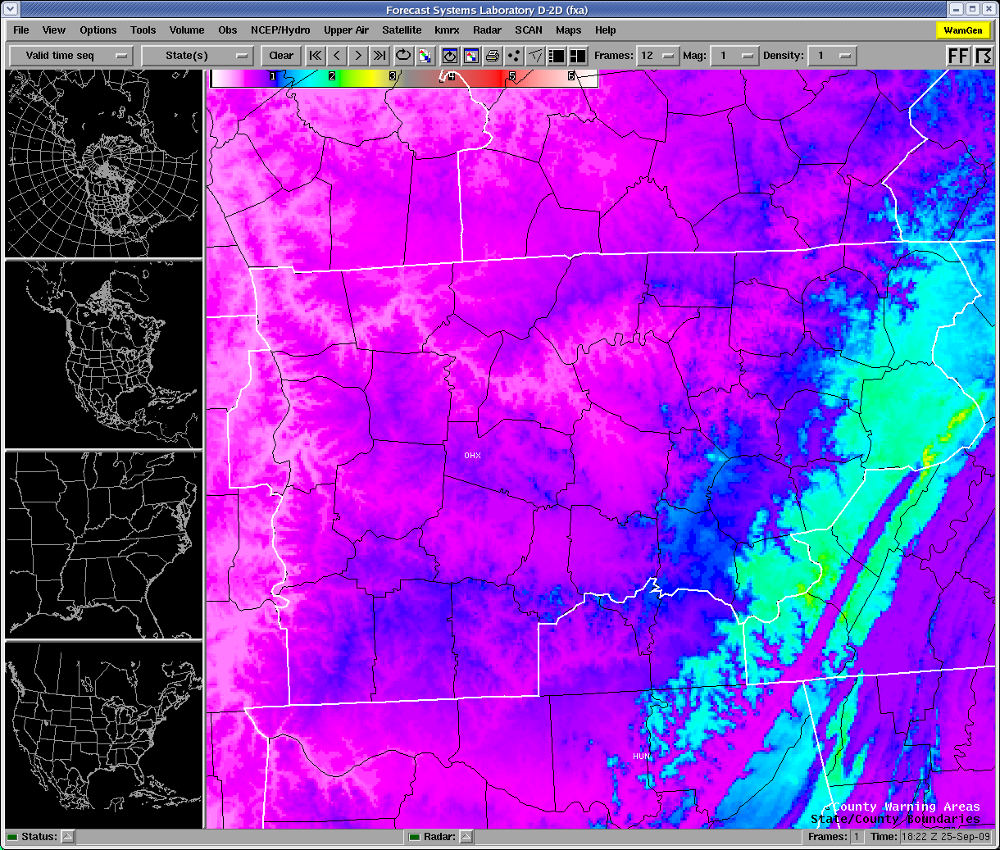 Forecast Systems Laboratory D-2D (fxa)
File View Options Tools Volume Obs NCEP/Hydro Upper Air Satellite kmrx Radar SCAN Maps Help WarnGen
Valid time seq State(s) Clear Frames: 12 Mag: 1 Density: 1 FF
1 2 3 4 5 6
OHX
HUN
County Warning Areas
State/County Boundaries
Status: Radar: Frames: 1 Time: 18:22 Z 25-Sep-09